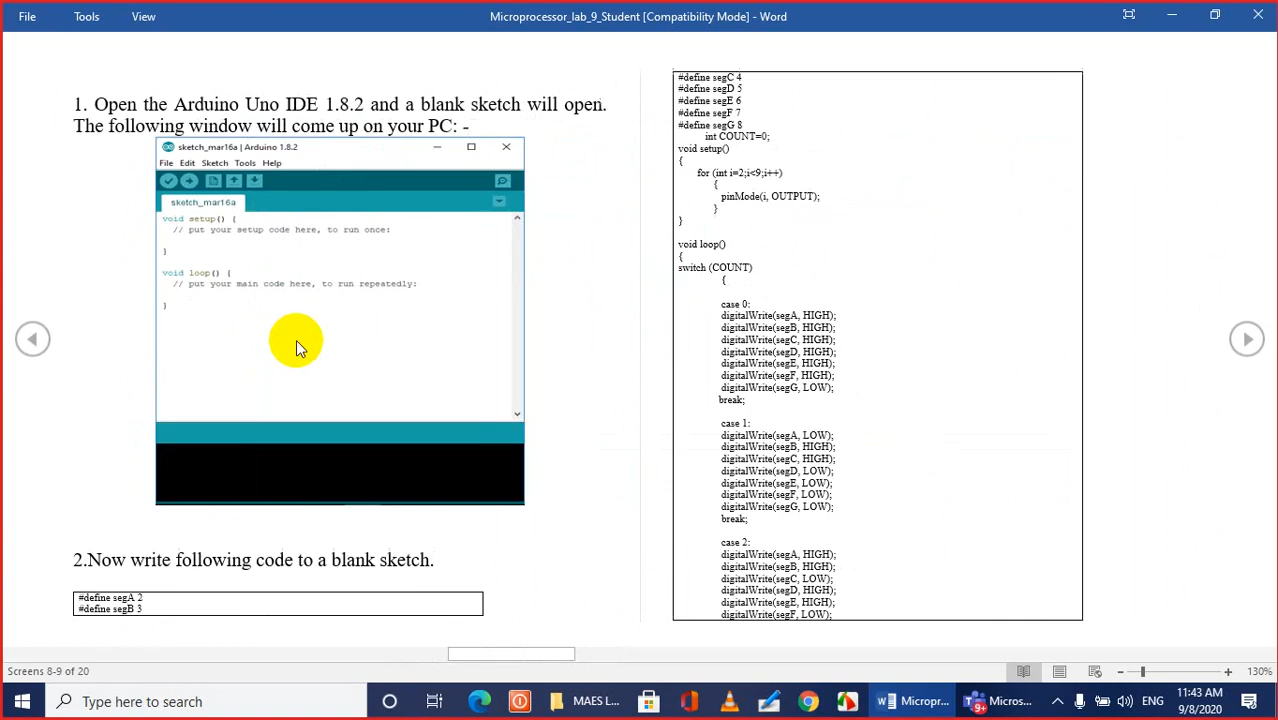 File Tools View Microprocessor_lab_9_Student [Compatibility Mode] - Word
1. Open the Arduino Uno IDE 1.8.2 and a blank sketch will open.
The following window will come up on your PC: -
sketch_mar16a | Arduino 1.8.2
File Edit Sketch Tools Help
sketch_mar16a
void setup() {
// put your setup code here, to run once:
}
void loop() {
// put your main code here, to run repeatedly:
}
2.Now write following code to a blank sketch.
#define segA 2
#define segB 3
#define segC 4
#define segD 5
#define segE 6
#define segF 7
#define segG 8
int COUNT=0;
void setup()
{
for (int i=2;i<9;i++)
{
pinMode(i, OUTPUT);
}
}
void loop()
{
switch (COUNT)
{
case 0:
digitalWrite(segA, HIGH);
digitalWrite(segB, HIGH);
digitalWrite(segC, HIGH);
digitalWrite(segD, HIGH);
digitalWrite(segE, HIGH);
digitalWrite(segF, HIGH);
digitalWrite(segG, LOW);
break;
case 1:
digitalWrite(segA, LOW);
digitalWrite(segB, HIGH);
digitalWrite(segC, HIGH);
digitalWrite(segD, LOW);
digitalWrite(segE, LOW);
digitalWrite(segF, LOW);
digitalWrite(segG, LOW);
break;
case 2:
digitalWrite(segA, HIGH);
digitalWrite(segB, HIGH);
digitalWrite(segC, LOW);
digitalWrite(segD, HIGH);
digitalWrite(segE, HIGH);
digitalWrite(segF, LOW);
Screens 8-9 of 20 130%
Type here to search MAES L... Micropr... 9+ Micros... ENG 11:43 AM
9/8/2020